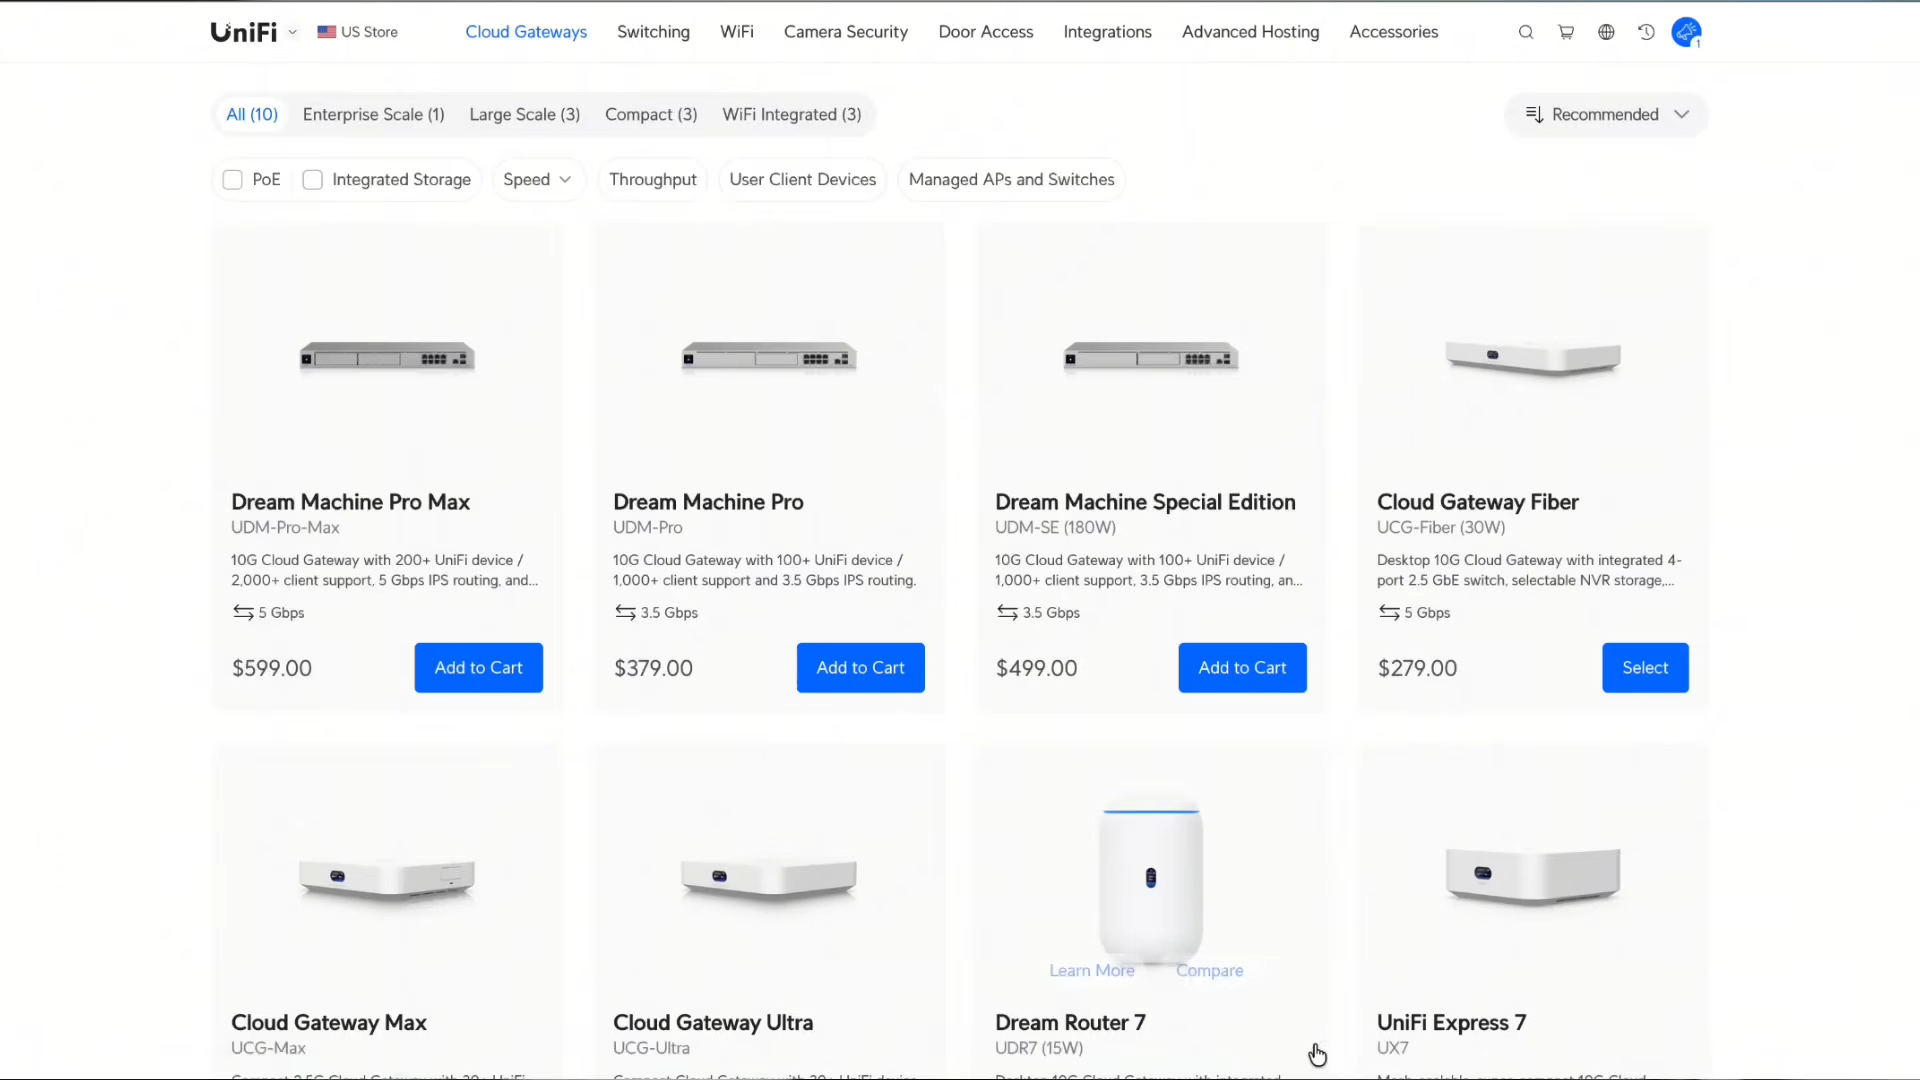 UniFi
US Store
Cloud Gateways
Switching
WiFi
Camera Security
Door Access
Integrations
Advanced Hosting
Accessories
1
All (10)
Enterprise Scale (1)
Large Scale (3)
Compact (3)
WiFi Integrated (3)
Recommended
PoE
Integrated Storage
Speed
Throughput
User Client Devices
Managed APs and Switches
Dream Machine Pro Max
UDM-Pro-Max
10G Cloud Gateway with 200+ UniFi device /
2,000+ client support, 5 Gbps IPS routing, and...
5 Gbps
$599.00
Add to Cart
Dream Machine Pro
UDM-Pro
10G Cloud Gateway with 100+ UniFi device /
1,000+ client support and 3.5 Gbps IPS routing.
3.5 Gbps
$379.00
Add to Cart
Dream Machine Special Edition
UDM-SE (180W)
10G Cloud Gateway with 100+ UniFi device /
1,000+ client support, 3.5 Gbps IPS routing, an...
3.5 Gbps
$499.00
Add to Cart
Cloud Gateway Fiber
UCG-Fiber (30W)
Desktop 10G Cloud Gateway with integrated 4-
port 2.5 GbE switch, selectable NVR storage,...
5 Gbps
$279.00
Select
Cloud Gateway Max
UCG-Max
Cloud Gateway Ultra
UCG-Ultra
Learn More
Compare
Dream Router 7
UDR7 (15W)
UniFi Express 7
UX7